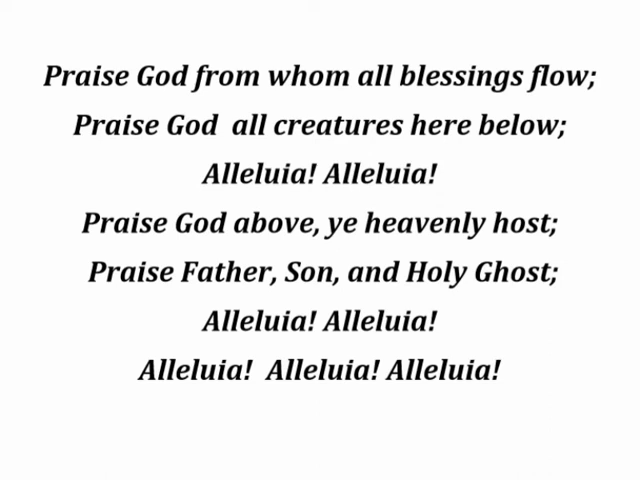 Praise God from whom all blessings flow;
Praise God  all creatures here below;
Alleluia! Alleluia!
Praise God above, ye heavenly host;
Praise Father, Son, and Holy Ghost;
Alleluia! Alleluia!
Alleluia!  Alleluia! Alleluia!